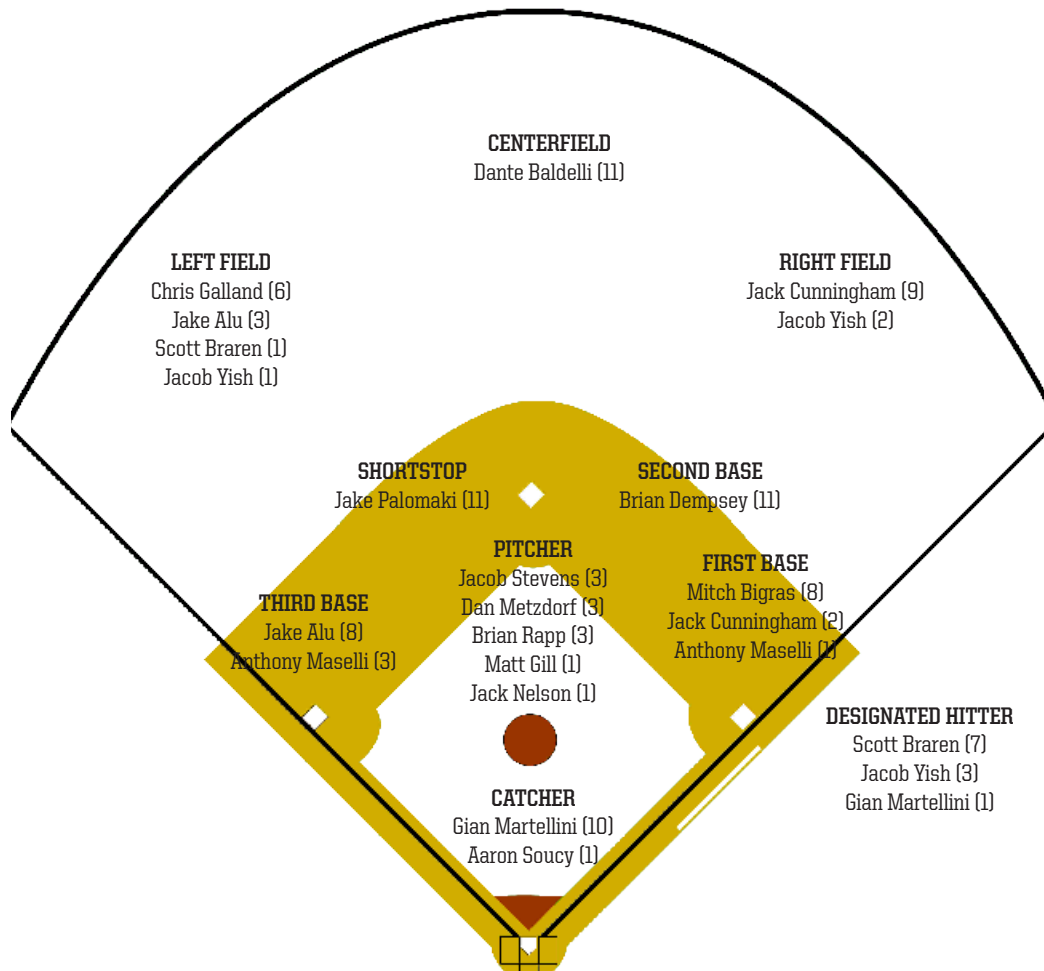 CENTERFIELD
Dante Baldelli (11)
LEFT FIELD
Chris Galland (6)
Jake Alu (3)
Scott Braren (1)
Jacob Yish (1)
RIGHT FIELD
Jack Cunningham (9)
Jacob Yish (2)
SHORTSTOP
Jake Palomaki (11)
SECOND BASE
Brian Dempsey (11)
PITCHER
Jacob Stevens (3)
Dan Metzdorf (3)
Brian Rapp (3)
Matt Gill (1)
Jack Nelson (1)
FIRST BASE
Mitch Bigras (8)
Jack Cunningham (2)
Anthony Maselli (1)
THIRD BASE
Jake Alu (8)
Anthony Maselli (3)
DESIGNATED HITTER
Scott Braren (7)
Jacob Yish (3)
Gian Martellini (1)
CATCHER
Gian Martellini (10)
Aaron Soucy (1)